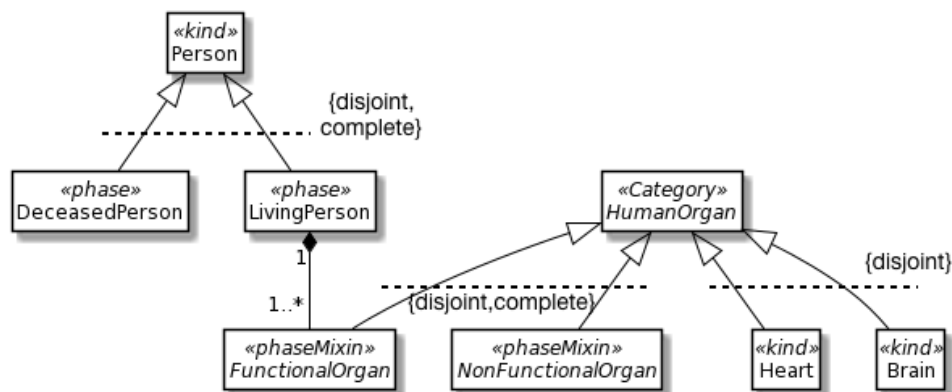 «kind»
Person
{disjoint,
complete}
«phase»
DeceasedPerson
«phase»
LivingPerson
«Category»
HumanOrgan
1
{disjoint}
1..*
{disjoint,complete}
«phaseMixin»
FunctionalOrgan
«phaseMixin»
NonFunctionalOrgan
«kind»
Heart
«kind»
Brain